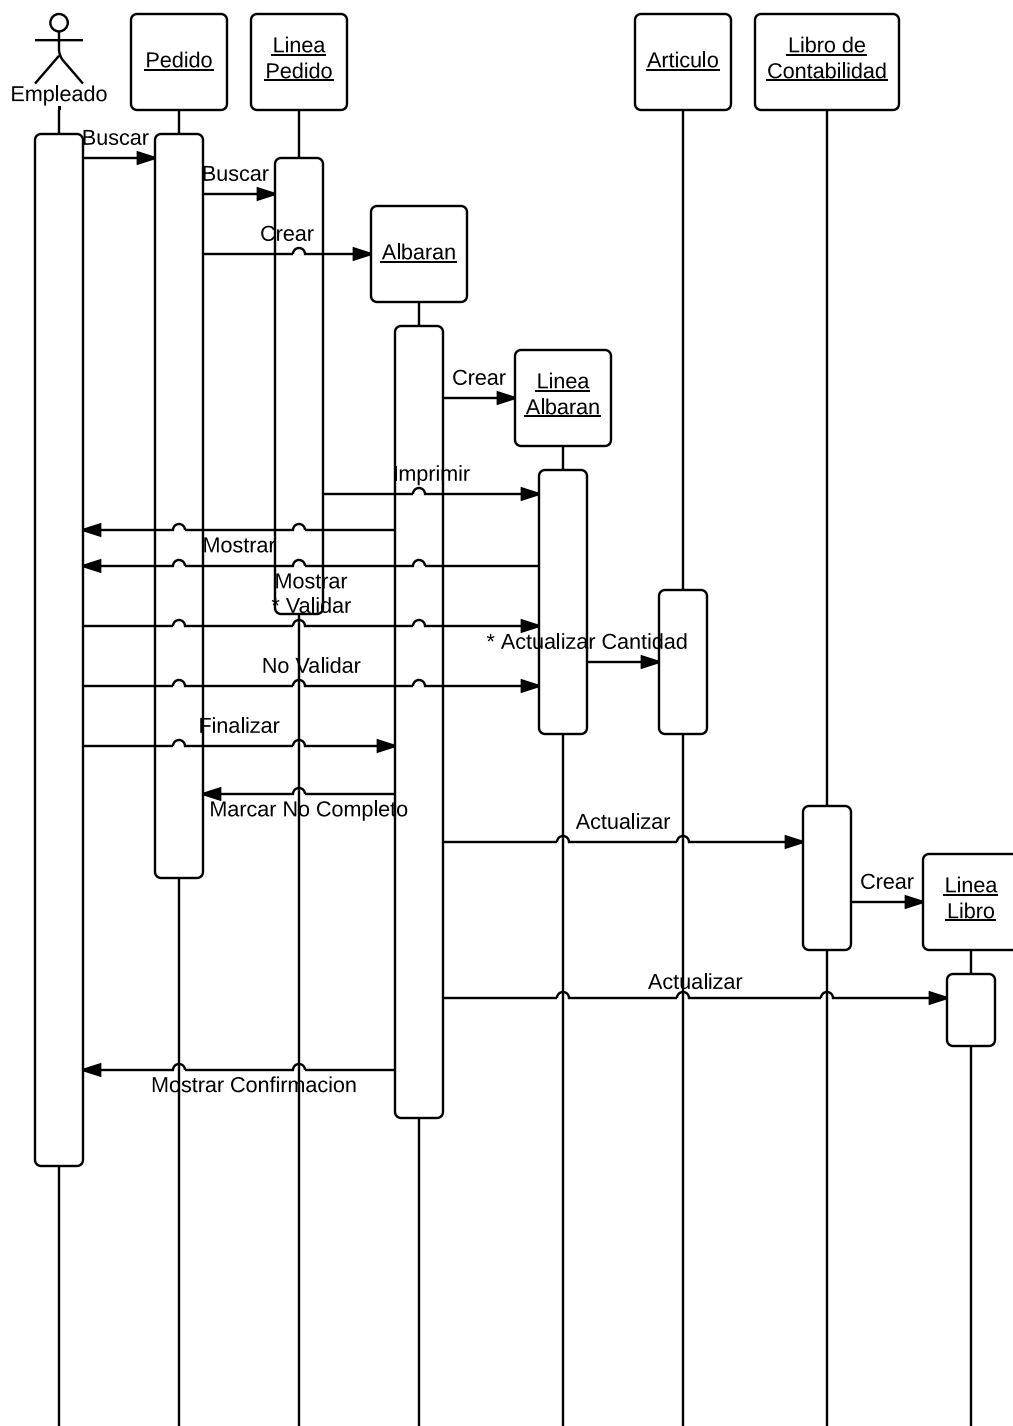 Empleado
Pedido
Linea
Pedido
Articulo
Libro de
Contabilidad
Buscar
Buscar
Crear
Albaran
Crear
Linea
Albaran
Imprimir
Mostrar
Mostrar
* Validar
* Actualizar Cantidad
No Validar
Finalizar
Marcar No Completo
Actualizar
Crear
Linea
Libro
Actualizar
Mostrar Confirmacion